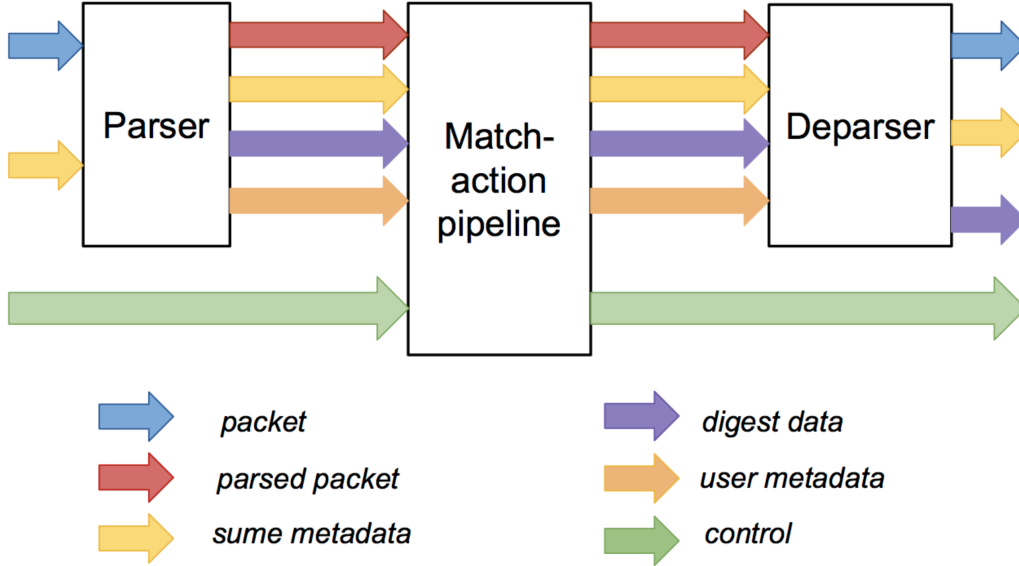 Parser
Match-
action
pipeline
Deparser
packet
parsed packet
sume metadata
digest data
user metadata
control